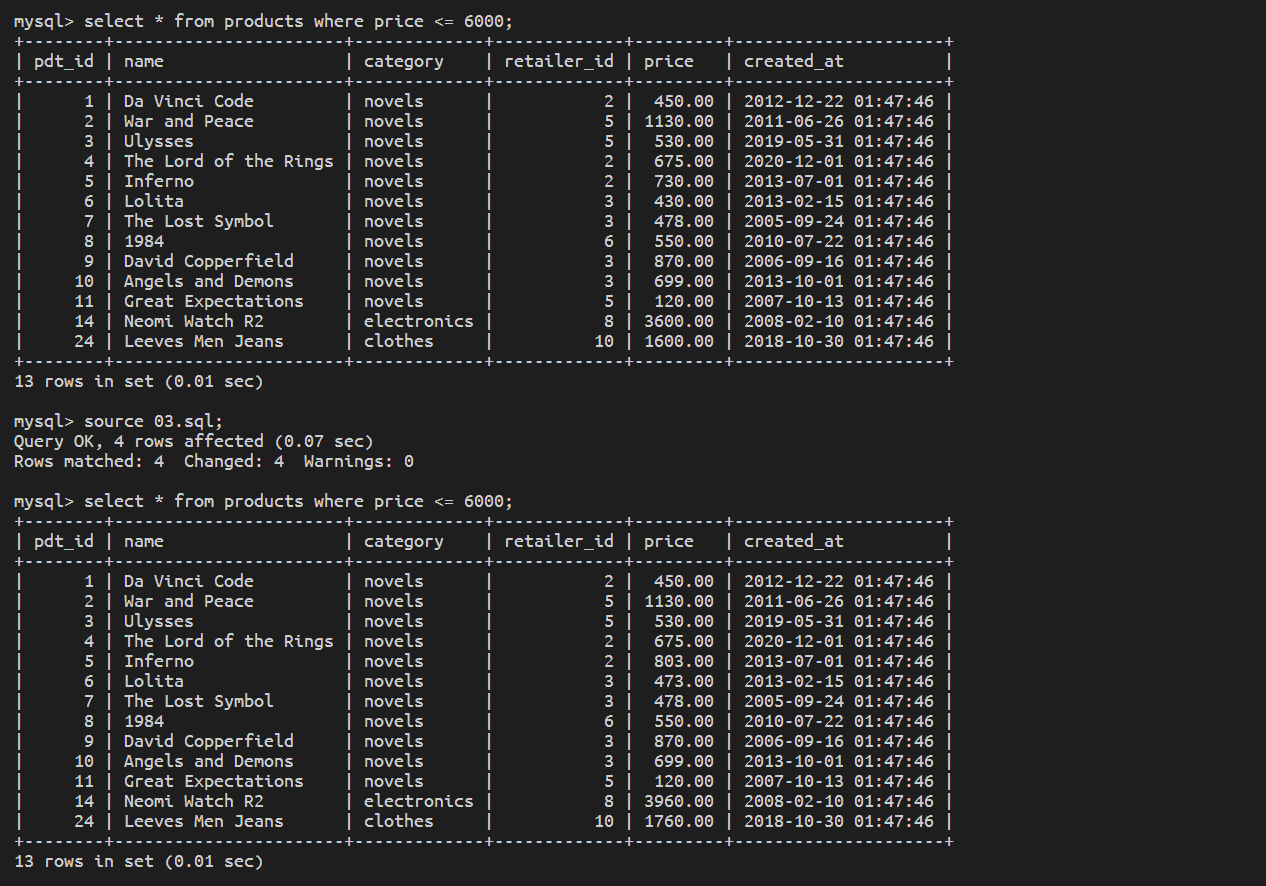 mysql> select * from products where price <= 6000;
+--------+-----------------------+-------------+-------------+---------+---------------------+
| pdt_id | name                  | category    | retailer_id | price   | created_at          |
+--------+-----------------------+-------------+-------------+---------+---------------------+
|      1 | Da Vinci Code         | novels      |           2 |  450.00 | 2012-12-22 01:47:46 |
|      2 | War and Peace         | novels      |           5 | 1130.00 | 2011-06-26 01:47:46 |
|      3 | Ulysses               | novels      |           5 |  530.00 | 2019-05-31 01:47:46 |
|      4 | The Lord of the Rings | novels      |           2 |  675.00 | 2020-12-01 01:47:46 |
|      5 | Inferno               | novels      |           2 |  730.00 | 2013-07-01 01:47:46 |
|      6 | Lolita                | novels      |           3 |  430.00 | 2013-02-15 01:47:46 |
|      7 | The Lost Symbol       | novels      |           3 |  478.00 | 2005-09-24 01:47:46 |
|      8 | 1984                  | novels      |           6 |  550.00 | 2010-07-22 01:47:46 |
|      9 | David Copperfield     | novels      |           3 |  870.00 | 2006-09-16 01:47:46 |
|     10 | Angels and Demons     | novels      |           3 |  699.00 | 2013-10-01 01:47:46 |
|     11 | Great Expectations    | novels      |           5 |  120.00 | 2007-10-13 01:47:46 |
|     14 | Neomi Watch R2        | electronics |           8 | 3600.00 | 2008-02-10 01:47:46 |
|     24 | Leeves Men Jeans      | clothes     |          10 | 1600.00 | 2018-10-30 01:47:46 |
+--------+-----------------------+-------------+-------------+---------+---------------------+
13 rows in set (0.01 sec)

mysql> source 03.sql;
Query OK, 4 rows affected (0.07 sec)
Rows matched: 4  Changed: 4  Warnings: 0

mysql> select * from products where price <= 6000;
+--------+-----------------------+-------------+-------------+---------+---------------------+
| pdt_id | name                  | category    | retailer_id | price   | created_at          |
+--------+-----------------------+-------------+-------------+---------+---------------------+
|      1 | Da Vinci Code         | novels      |           2 |  450.00 | 2012-12-22 01:47:46 |
|      2 | War and Peace         | novels      |           5 | 1130.00 | 2011-06-26 01:47:46 |
|      3 | Ulysses               | novels      |           5 |  530.00 | 2019-05-31 01:47:46 |
|      4 | The Lord of the Rings | novels      |           2 |  675.00 | 2020-12-01 01:47:46 |
|      5 | Inferno               | novels      |           2 |  803.00 | 2013-07-01 01:47:46 |
|      6 | Lolita                | novels      |           3 |  473.00 | 2013-02-15 01:47:46 |
|      7 | The Lost Symbol       | novels      |           3 |  478.00 | 2005-09-24 01:47:46 |
|      8 | 1984                  | novels      |           6 |  550.00 | 2010-07-22 01:47:46 |
|      9 | David Copperfield     | novels      |           3 |  870.00 | 2006-09-16 01:47:46 |
|     10 | Angels and Demons     | novels      |           3 |  699.00 | 2013-10-01 01:47:46 |
|     11 | Great Expectations    | novels      |           5 |  120.00 | 2007-10-13 01:47:46 |
|     14 | Neomi Watch R2        | electronics |           8 | 3960.00 | 2008-02-10 01:47:46 |
|     24 | Leeves Men Jeans      | clothes     |          10 | 1760.00 | 2018-10-30 01:47:46 |
+--------+-----------------------+-------------+-------------+---------+---------------------+
13 rows in set (0.01 sec)